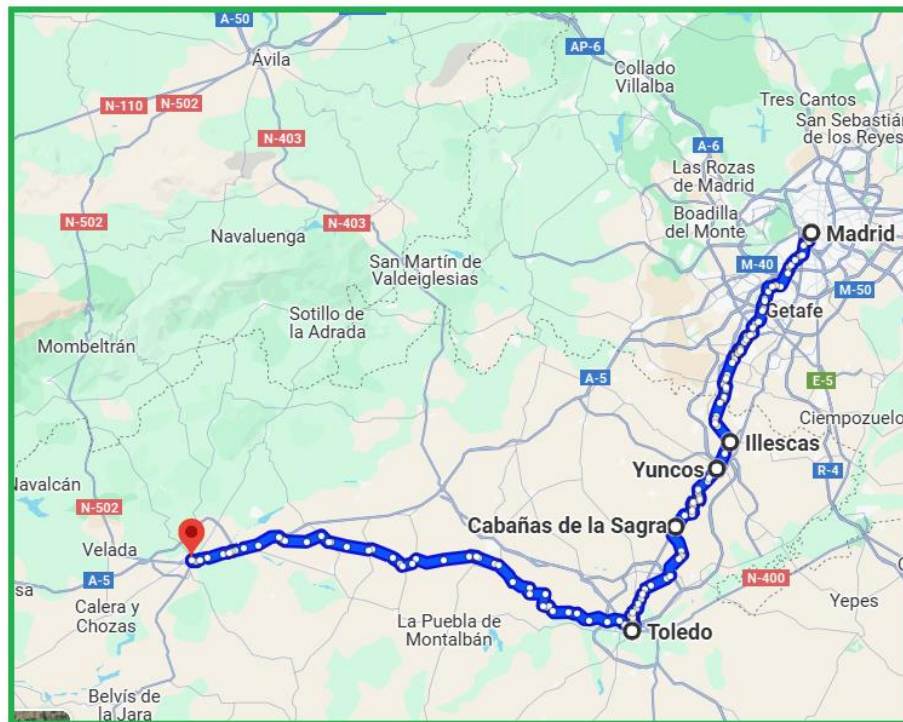 A-50
Ávila
AP-6
Collado
Villalba
N-110
N-502
Tres Cantos
San Sebastián
de los Reyes
N-403
A-6
Las Rozas
de Madrid
Boadilla
del Monte
N-502
N-403
Navaluenga
Madrid
San Martín de
Valdeiglesias
M-40
M-50
Sotillo de
la Adrada
Getafe
Mombeltrán
A-5
E-5
Ciempozuelo
Illescas
Yuncos
R-4
Navalcán
N-502
Cabañas de la Sagra
Velada
A-5
N-400
Calera y
Chozas
Yepes
La Puebla de
Montalbán
Toledo
Belvís de
la Jara